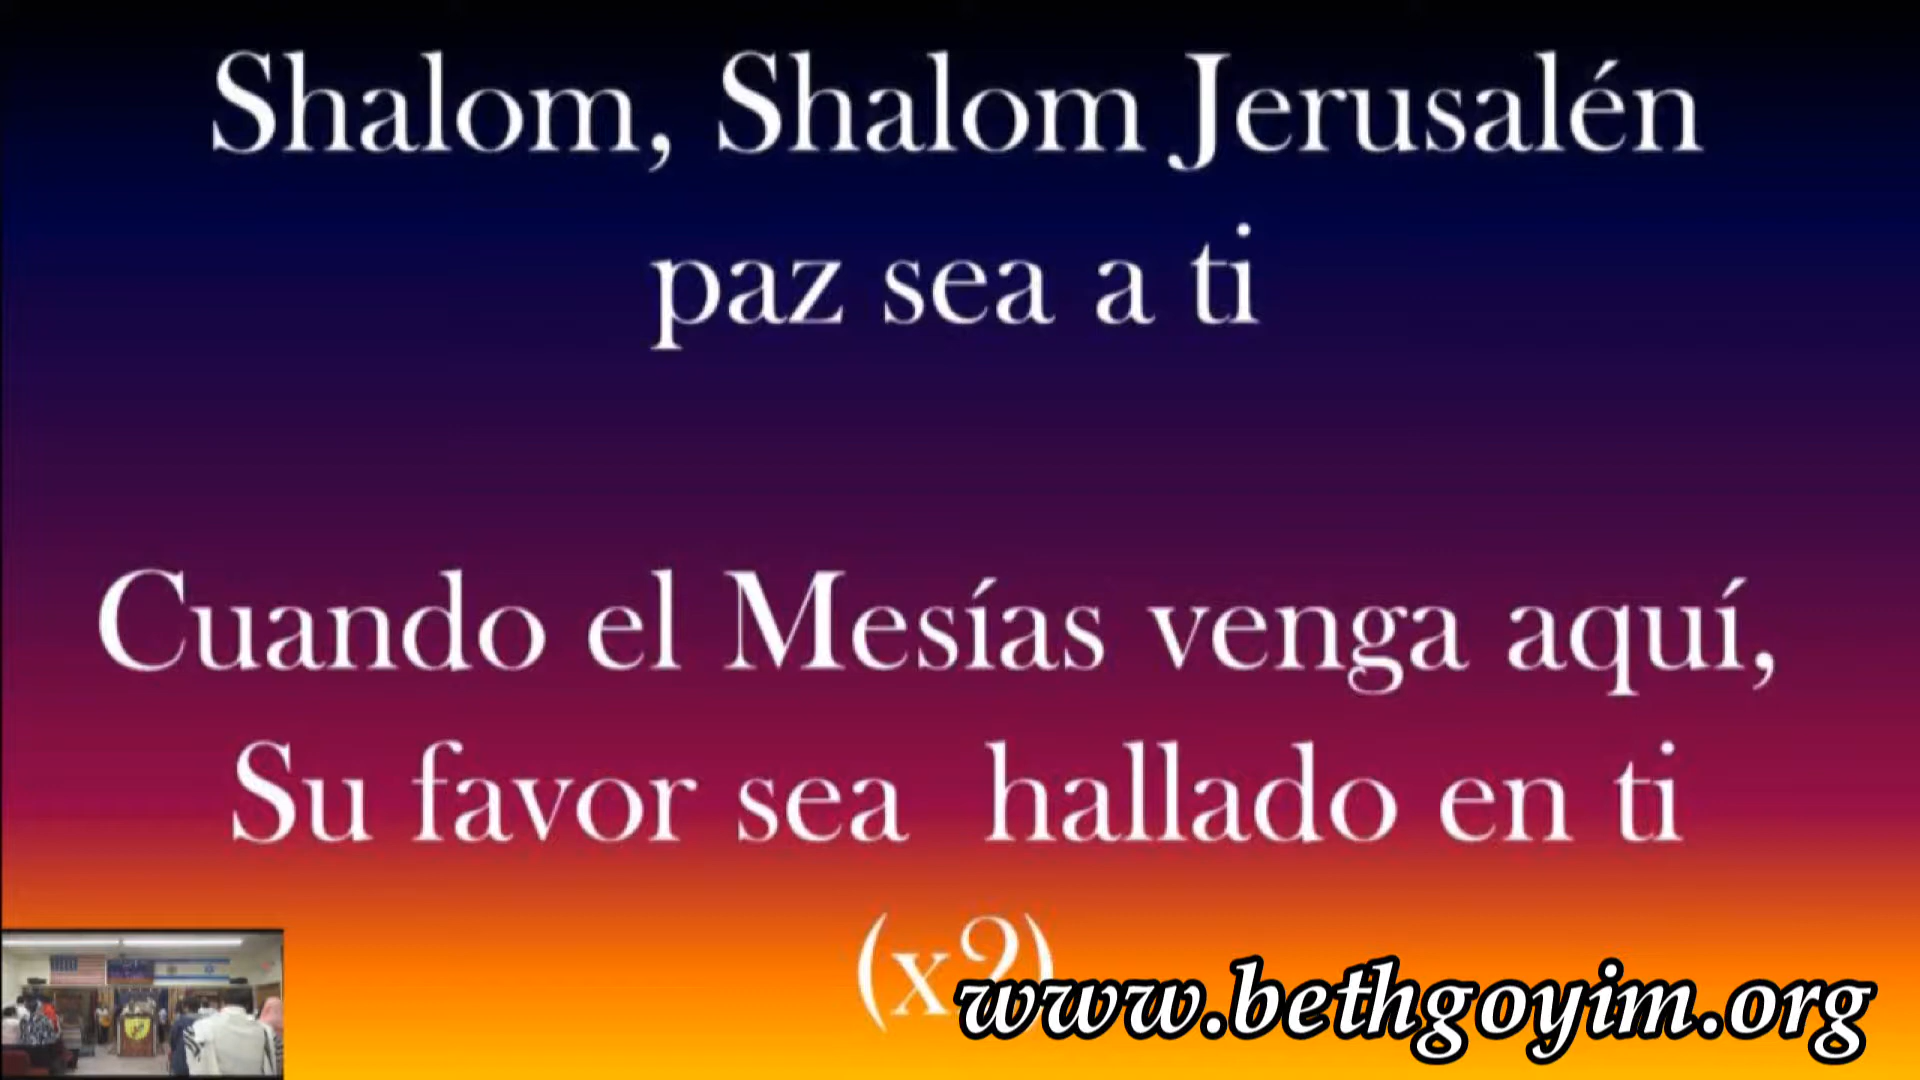 Shalom, Shalom Jerusalén
paz sea a ti
Cuando el Mesías venga aquí,
Su favor sea hallado en ti
(x2)
www.bethgoyim.org